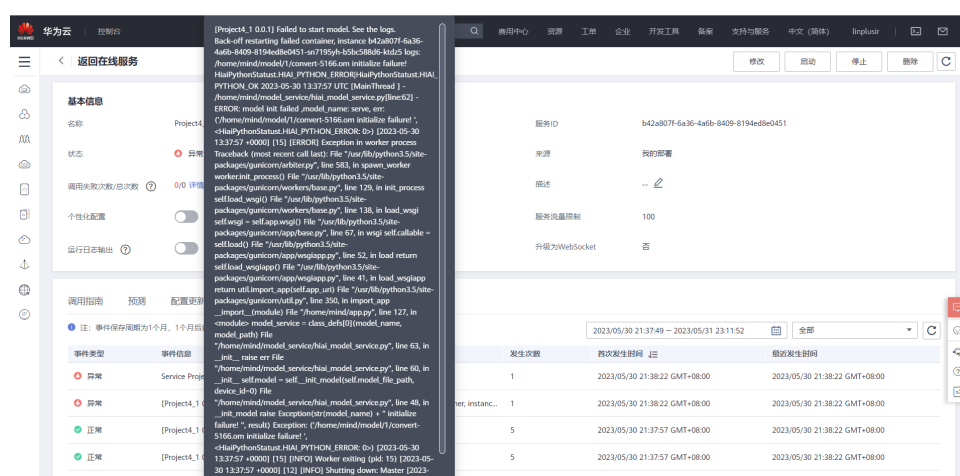 HUAWEI
华为云
控制台
费用中心
资源
工单
企业
开发工具
备案
支持与服务
中文 (简体)
linplusir
返回在线服务
修改
启动
停止
删除
[Project4_1 0.0.1] Failed to start model. See the logs.
Back-off restarting failed container, instance b42a807f-6a36-
4a6b-8409-8194ed8e0451-sn7195yh-b5bc588d6-ktdz5 logs:
/home/mind/model/1/convert-5166.om initialize failure!
HiaiPythonStatust.HIAI_PYTHON_ERROR|HiaiPythonStatust.HIAI_
PYTHON_OK 2023-05-30 13:37:57 UTC [MainThread ] -
/home/mind/model_service/hiai_model_service.py[line:62] -
ERROR: model init failed ,model_name: serve, err:
('/home/mind/model/1/convert-5166.om initialize failure! ',
<HiaiPythonStatust.HIAI_PYTHON_ERROR: 0>) [2023-05-30
13:37:57 +0000] [15] [ERROR] Exception in worker process
Traceback (most recent call last): File "/usr/lib/python3.5/site-
packages/gunicorn/arbiter.py", line 583, in spawn_worker
worker.init_process() File "/usr/lib/python3.5/site-
packages/gunicorn/workers/base.py", line 129, in init_process
self.load_wsgi() File "/usr/lib/python3.5/site-
packages/gunicorn/workers/base.py", line 138, in load_wsgi
self.wsgi = self.app.wsgi() File "/usr/lib/python3.5/site-
packages/gunicorn/app/base.py", line 67, in wsgi self.callable =
self.load() File "/usr/lib/python3.5/site-
packages/gunicorn/app/wsgiapp.py", line 52, in load return
self.load_wsgiapp() File "/usr/lib/python3.5/site-
packages/gunicorn/app/wsgiapp.py", line 41, in load_wsgiapp
return util.import_app(self.app_uri) File "/usr/lib/python3.5/site-
packages/gunicorn/util.py", line 350, in import_app
__import__(module) File "/home/mind/app.py", line 127, in
<module> model_service = class_defs[0](model_name,
model_path) File
"/home/mind/model_service/hiai_model_service.py", line 63, in
__init__ raise err File
"/home/mind/model_service/hiai_model_service.py", line 60, in
__init__ self.model = self.__init_model(self.model_file_path,
device_id=0) File
"/home/mind/model_service/hiai_model_service.py", line 48, in
__init_model raise Exception(str(model_name) + " initialize
failure! ", result) Exception: ('/home/mind/model/1/convert-
5166.om initialize failure! ',
<HiaiPythonStatust.HIAI_PYTHON_ERROR: 0>) [2023-05-30
13:37:57 +0000] [15] [INFO] Worker exiting (pid: 15) [2023-05-
30 13:37:57 +0000] [12] [INFO] Shutting down: Master [2023-
基本信息
名称
Project4_
服务ID
b42a807f-6a36-4a6b-8409-8194ed8e0451
状态
异常
来源
我的部署
调用失败次数/总次数
0/0 详情
描述
--
个性化配置
服务流量限制
100
运行日志输出
升级为WebSocket
否
调用指南
预测
配置更新
注：事件保存周期为1个月，1个月后
2023/05/30 21:37:49 – 2023/05/31 23:11:52
全部
事件类型
事件信息
发生次数
首次发生时间
最近发生时间
异常
Service Proje
1
2023/05/30 21:38:22 GMT+08:00
2023/05/30 21:38:22 GMT+08:00
异常
[Project4_1 0
ner, instanc...
1
2023/05/30 21:38:22 GMT+08:00
2023/05/30 21:38:22 GMT+08:00
正常
[Project4_1
5
2023/05/30 21:37:57 GMT+08:00
2023/05/30 21:38:22 GMT+08:00
正常
[Project4_1
5
2023/05/30 21:37:57 GMT+08:00
2023/05/30 21:38:22 GMT+08:00